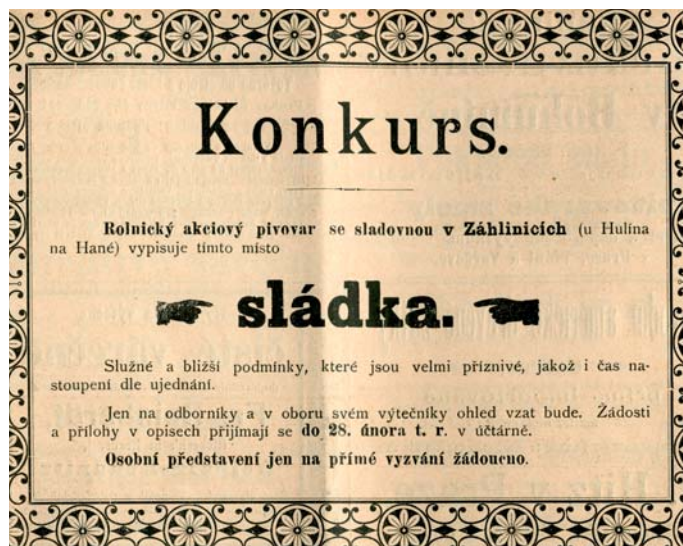 Konkurs.
Rolnický akciový pivovar se sladovnou v Záhlinicích (u Hulína
na Hané) vypisuje tímto místo
sládka.
Služné a bližší podmínky, které jsou velmi příznivé, jakož i čas na-
stoupení dle ujednání.
Jen na odborníky a v oboru svém výtečníky ohled vzat bude. Žádosti
a přílohy v opisech přijímají se do 28. února t. r. v účtárně.
Osobní představení jen na přímé vyzvání žádoucno.